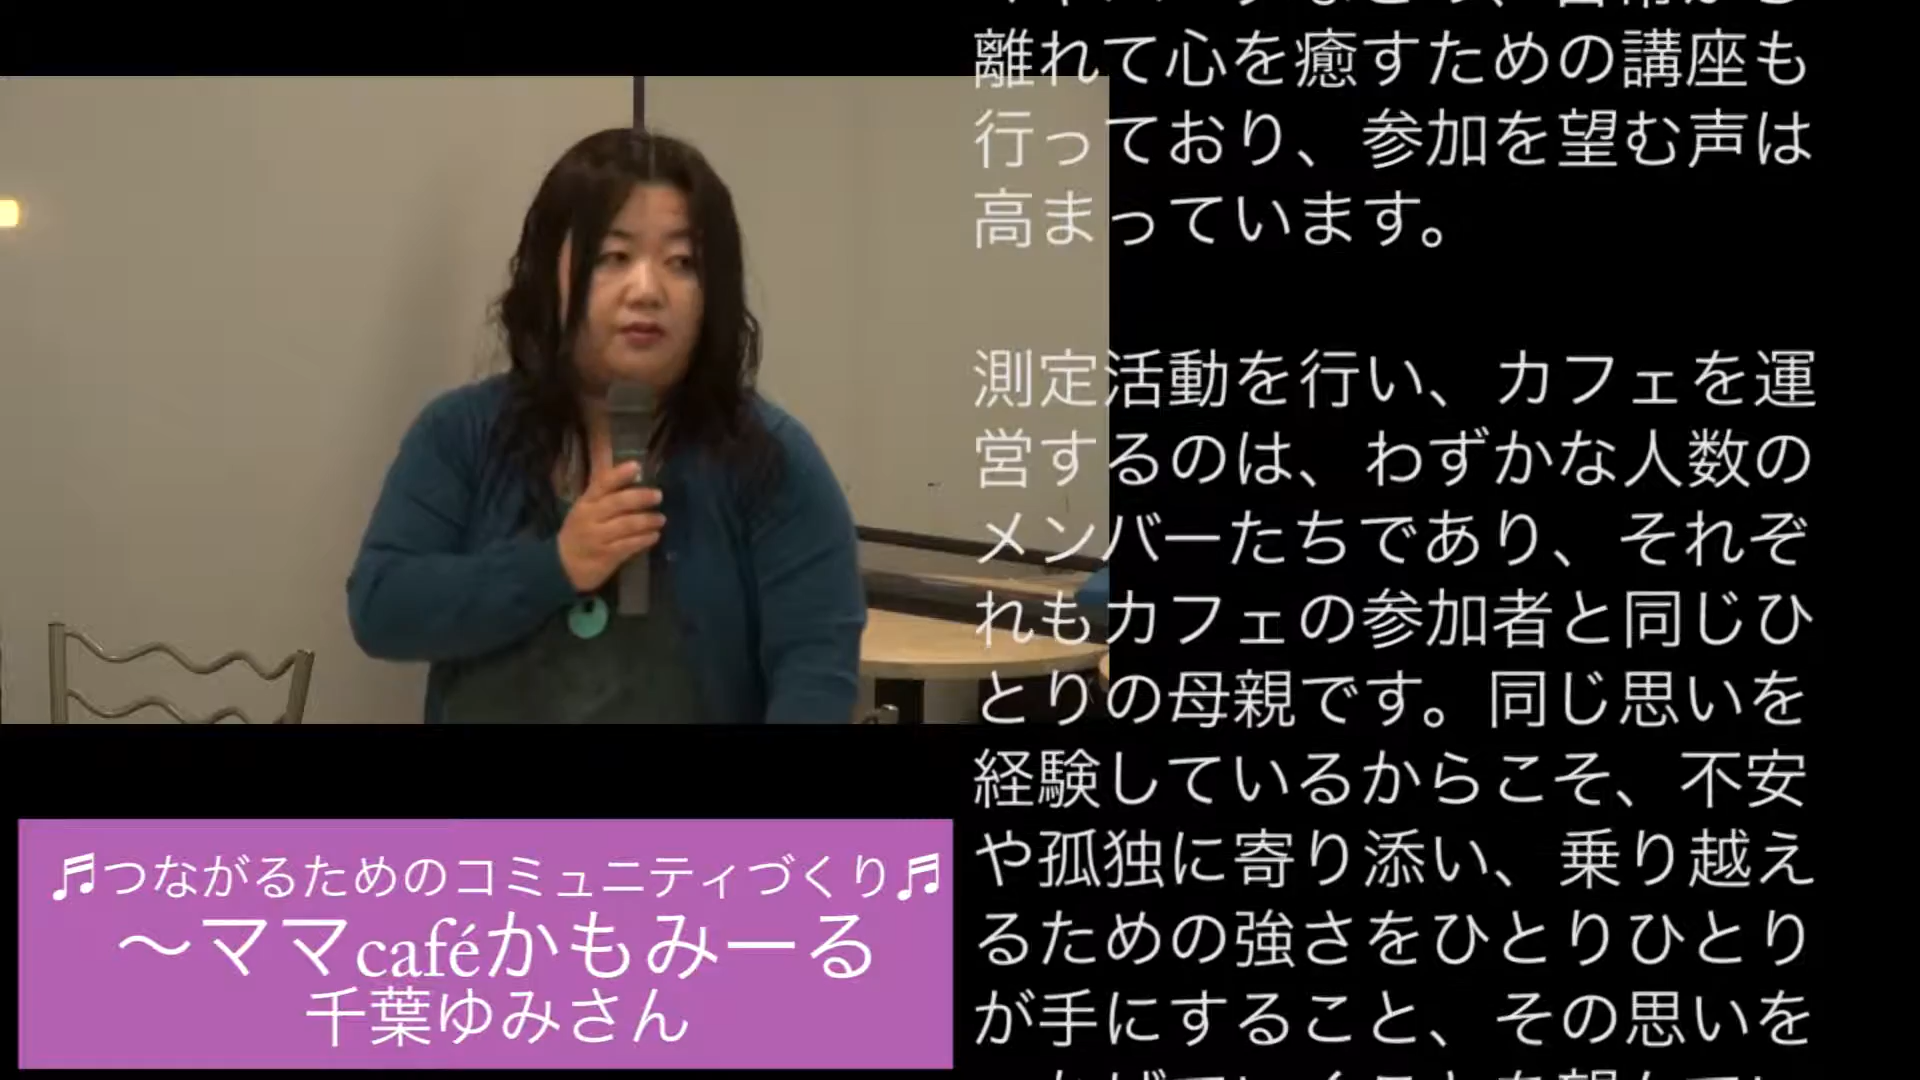 離れて心を癒すための講座も
行っており、参加を望む声は
高まっています。
測定活動を行い、カフェを運
営するのは、わずかな人数の
メンバーたちであり、それぞ
れもカフェの参加者と同じひ
とりの母親です。同じ思いを
経験しているからこそ、不安
や孤独に寄り添い、乗り越え
るための強さをひとりひとり
が手にすること、その思いを
♬つながるためのコミュニティづくり♬
〜ママcaféかもみーる
千葉ゆみさん